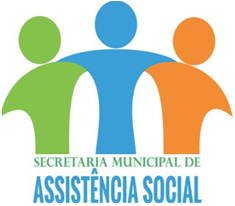 SECRETARIA MUNICIPAL DE
ASSISTÊNCIA SOCIAL